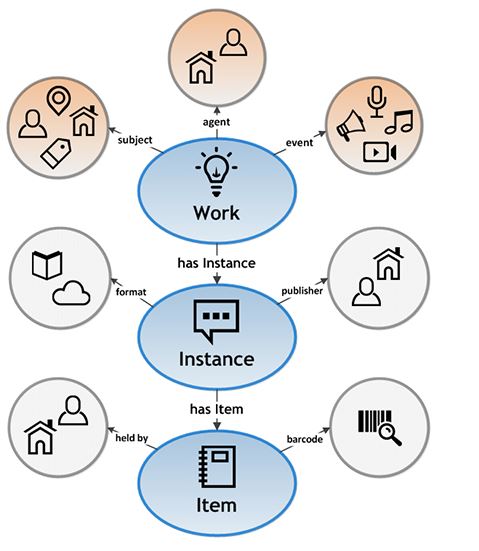 agent
subject
event
Work
has Instance
format
publisher
Instance
has Item
held by
barcode
Item